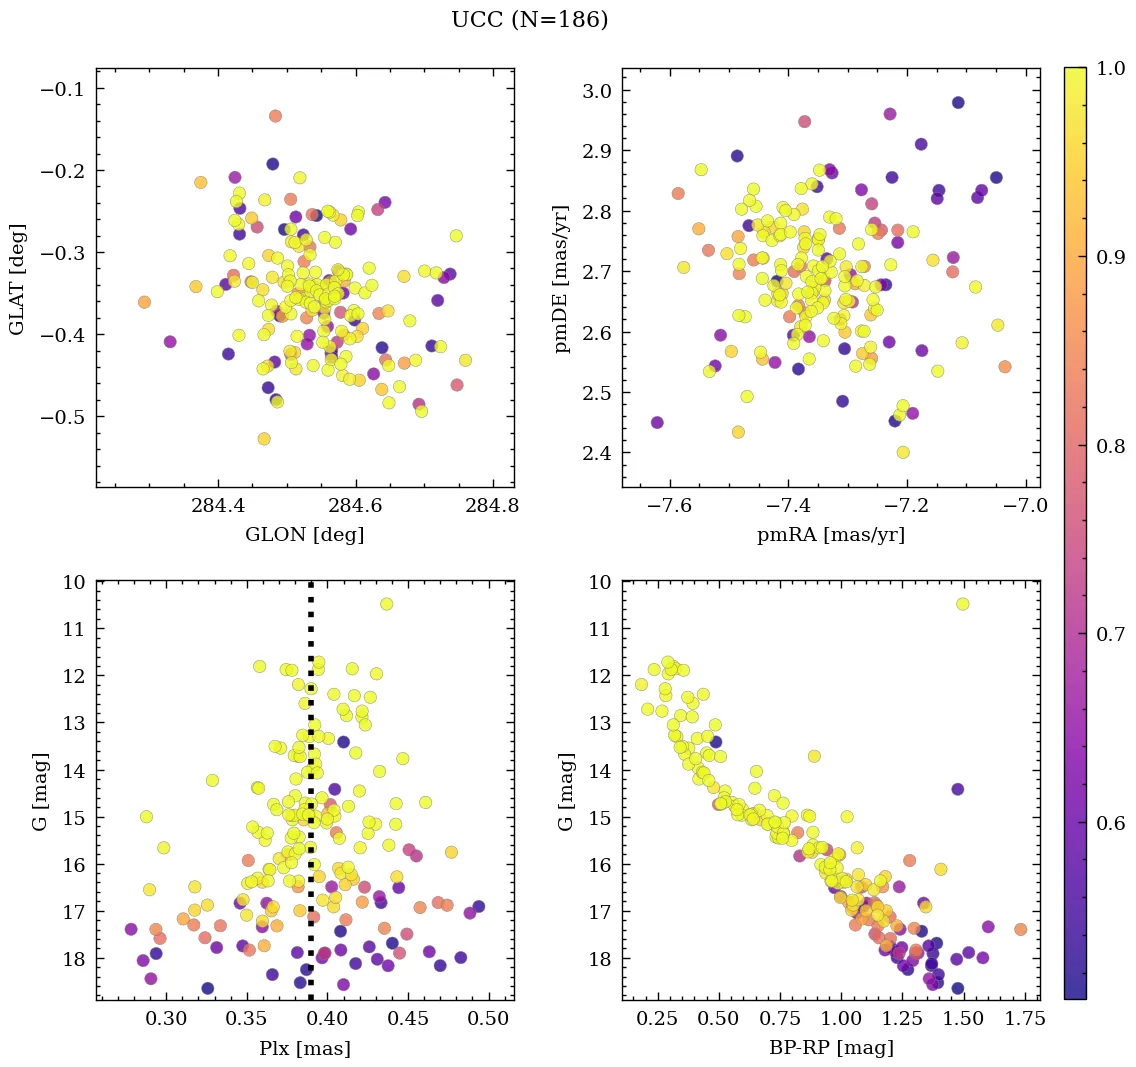 UCC (N=186)
−0.1
−0.2
−0.3
−0.4
−0.5
GLAT [deg]
284.4 284.6 284.8
GLON [deg]
3.0
2.9
2.8
2.7
2.6
2.5
2.4
pmDE [mas/yr]
−7.6 −7.4 −7.2 −7.0
pmRA [mas/yr]
1.0
0.9
0.8
0.7
0.6
10
11
12
13
14
15
16
17
18
G [mag]
0.30 0.35 0.40 0.45 0.50
Plx [mas]
10
11
12
13
14
15
16
17
18
G [mag]
0.25 0.50 0.75 1.00 1.25 1.50 1.75
BP-RP [mag]